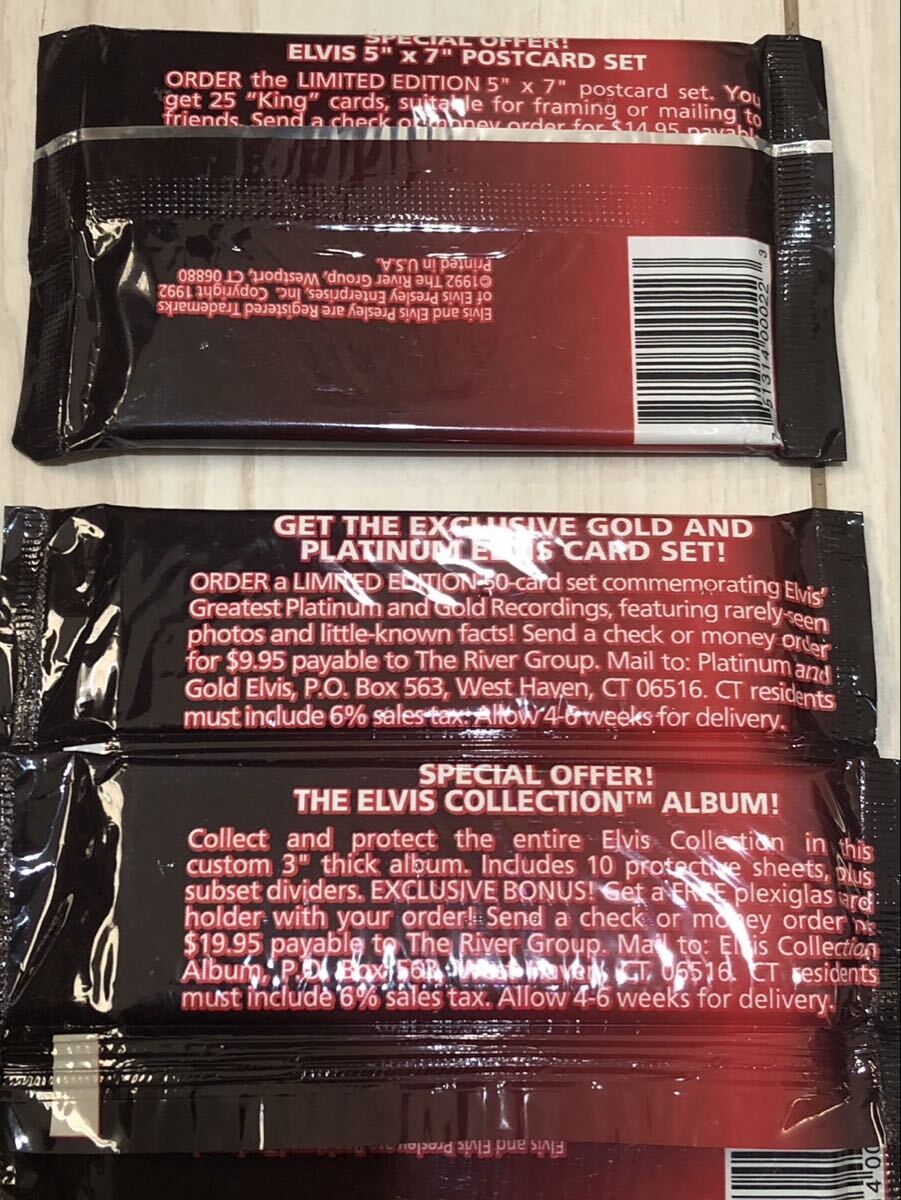 SPECIAL OFFER!
ELVIS 5" x 7" POSTCARD SET
ORDER the LIMITED EDITION 5" x 7" postcard set. You
get 25 "King" cards, suitable for framing or mailing to
friends. Send a check or money order for $14.95 payabl
Elvis and Elvis Presley are Registered Trademarks
of Elvis Presley Enterprises, Inc. Copyright 1992
©1992 The River Group, Westport, CT 06880
Printed in U.S.A.
7 51314 00022 3
GET THE EXCLUSIVE GOLD AND
PLATINUM ELVIS CARD SET!
ORDER a LIMITED EDITION 50-card set commemorating Elvis'
Greatest Platinum and Gold Recordings, featuring rarely-seen
photos and little-known facts! Send a check or money order
for $9.95 payable to The River Group. Mail to: Platinum and
Gold Elvis, P.O. Box 563, West Haven, CT 06516. CT residents
must include 6% sales tax. Allow 4-6 weeks for delivery.
SPECIAL OFFER!
THE ELVIS COLLECTION™ ALBUM!
Collect and protect the entire Elvis Collection in this
custom 3" thick album. Includes 10 protective sheets, plus
subset dividers. EXCLUSIVE BONUS! Get a FREE plexiglas card
holder with your order! Send a check or money order
$19.95 payable to The River Group. Mail to: Elvis Collection
Album, P.O. Box 563, West Haven, CT. 06516. CT residents
must include 6% sales tax. Allow 4-6 weeks for delivery.
Elvis and Elvis Presley are
4 00